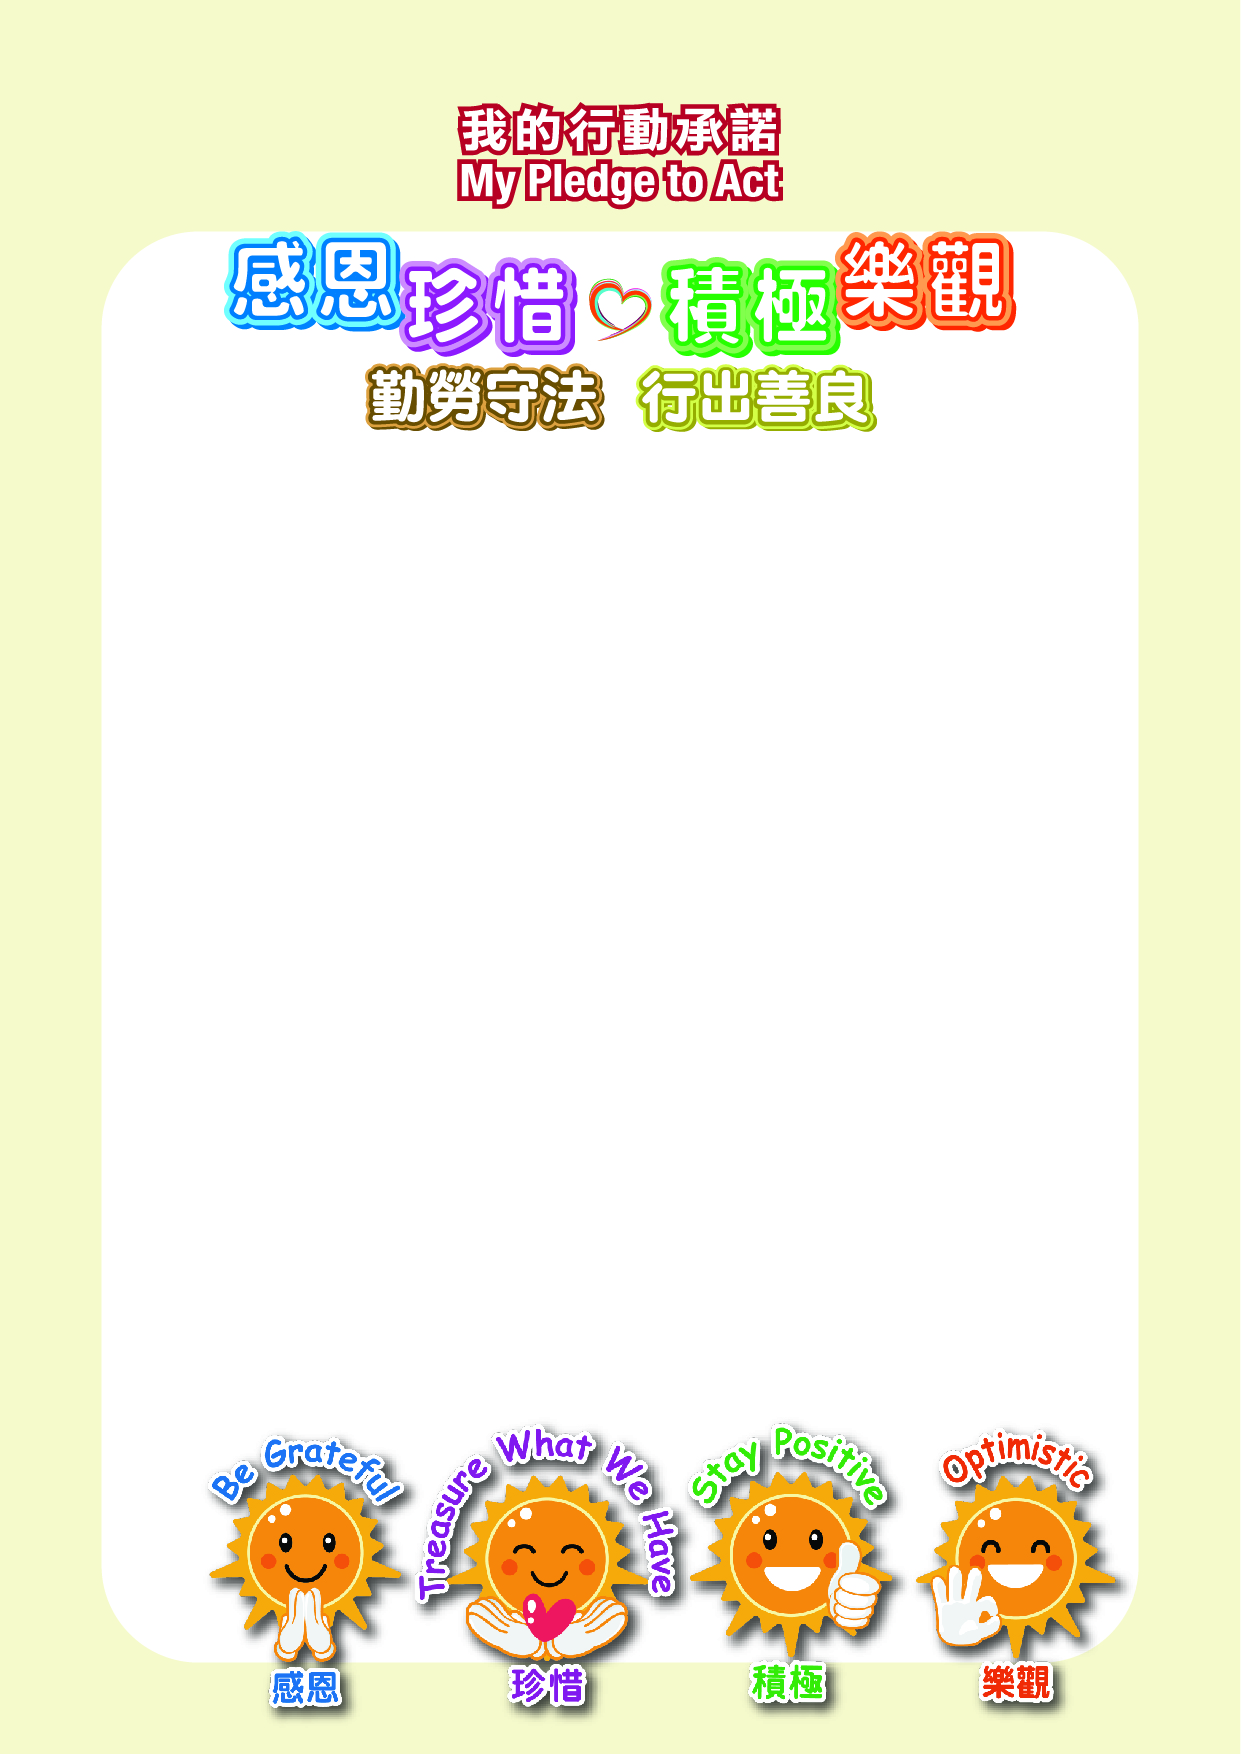 我的行動承諾
My Pledge to Act
感恩珍惜 積極樂觀
勤勞守法 行出善良
Be Grateful
感恩
Treasure What We Have
珍惜
Stay Positive
積極
Optimistic
樂觀